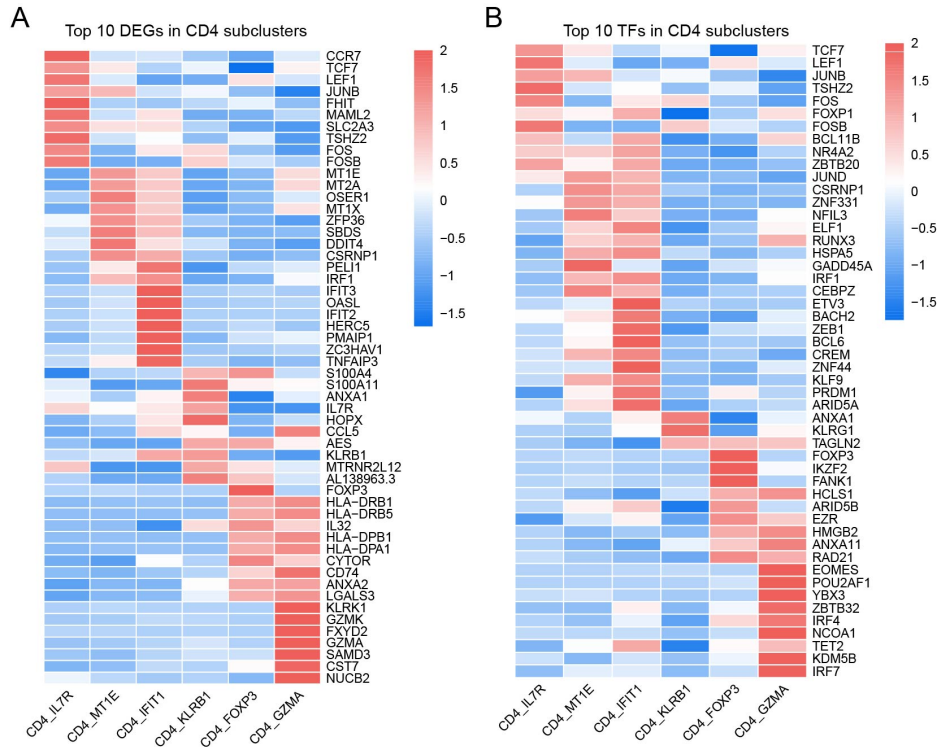 A
Top 10 DEGs in CD4 subclusters
CCR7
TCF7
LEF1
JUNB
FHIT
MAML2
SLC2A3
TSHZ2
FOS
FOSB
MT1E
MT2A
OSER1
MT1X
ZFP36
SBDS
DDIT4
CSRNP1
PELI1
IRF1
IFIT3
OASL
IFIT2
HERC5
PMAIP1
ZC3HAV1
TNFAIP3
S100A4
S100A11
ANXA1
IL7R
HOPX
CCL5
AES
KLRB1
MTRNR2L12
AL138963.3
FOXP3
HLA−DRB1
HLA−DRB5
IL32
HLA−DPB1
HLA−DPA1
CYTOR
CD74
ANXA2
LGALS3
KLRK1
GZMK
FXYD2
GZMA
SAMD3
CST7
NUCB2
CD4_IL7R
CD4_MT1E
CD4_IFIT1
CD4_KLRB1
CD4_FOXP3
CD4_GZMA
2
1.5
1
0.5
0
−0.5
−1
−1.5
B
Top 10 TFs in CD4 subclusters
TCF7
LEF1
JUNB
TSHZ2
FOS
FOXP1
FOSB
BCL11B
NR4A2
ZBTB20
JUND
CSRNP1
ZNF331
NFIL3
ELF1
RUNX3
HSPA5
GADD45A
IRF1
CEBPZ
ETV3
BACH2
ZEB1
BCL6
CREM
ZNF44
KLF9
PRDM1
ARID5A
ANXA1
KLRG1
TAGLN2
FOXP3
IKZF2
FANK1
HCLS1
ARID5B
EZR
HMGB2
ANXA11
RAD21
EOMES
POU2AF1
YBX3
ZBTB32
IRF4
NCOA1
TET2
KDM5B
IRF7
CD4_IL7R
CD4_MT1E
CD4_IFIT1
CD4_KLRB1
CD4_FOXP3
CD4_GZMA
2
1.5
1
0.5
0
−0.5
−1
−1.5